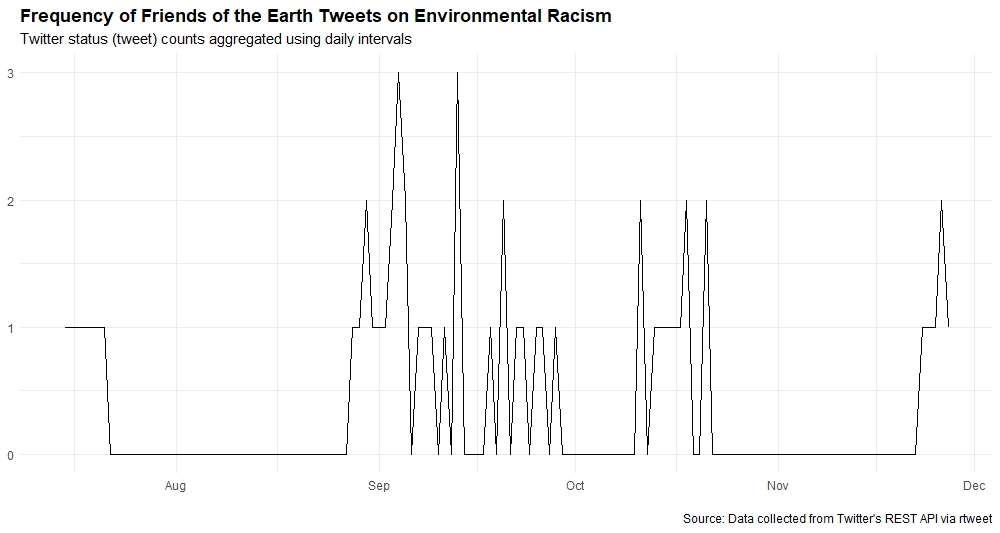 Frequency of Friends of the Earth Tweets on Environmental Racism
Twitter status (tweet) counts aggregated using daily intervals
3
2
1
0
Aug Sep Oct Nov Dec
Source: Data collected from Twitter's REST API via rtweet